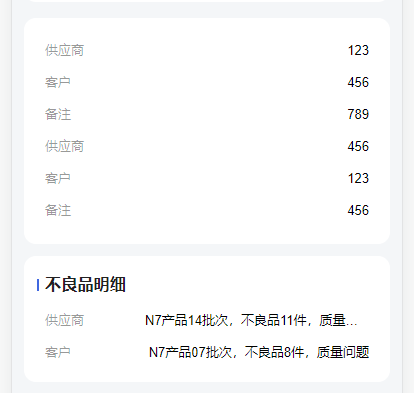 供应商 123
客户 456
备注 789
供应商 456
客户 123
备注 456
不良品明细
供应商 N7产品14批次，不良品11件，质量...
客户 N7产品07批次，不良品8件，质量问题